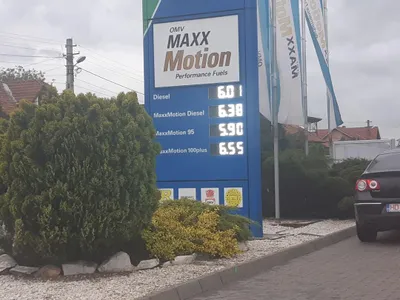 OMV
MAXX
Motion
Performance Fuels
Diesel 6.01
MaxxMotion Diesel 6.38
MaxxMotion 95 5.90
MaxxMotion 100plus 6.55
MAXX